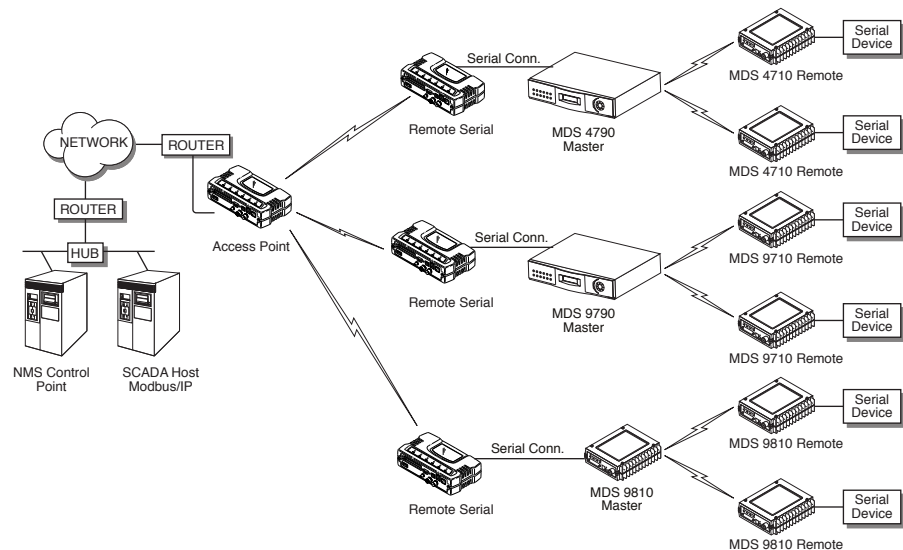 NETWORK
ROUTER
ROUTER
HUB
NMS Control
Point
SCADA Host
Modbus/IP
Access Point
Remote Serial
Serial Conn.
MDS 4790
Master
MDS 4710 Remote
Serial
Device
MDS 4710 Remote
Serial
Device
Remote Serial
Serial Conn.
MDS 9790
Master
MDS 9710 Remote
Serial
Device
MDS 9710 Remote
Serial
Device
Remote Serial
Serial Conn.
MDS 9810
Master
MDS 9810 Remote
Serial
Device
MDS 9810 Remote
Serial
Device